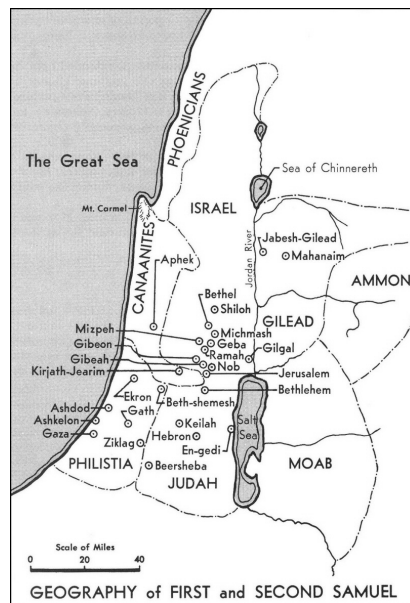 PHOENICIANS
The Great Sea
Sea of Chinnereth
ISRAEL
Mt. Carmel
CANAANITES
Jordan River
Jabesh-Gilead
Mahanaim
Aphek
AMMON
Bethel
Shiloh
GILEAD
Mizpeh
Michmash
Gibeon
Geba
Ramah
Gilgal
Gibeah
Nob
Kirjath-Jearim
Jerusalem
Bethlehem
Ekron
Beth-shemesh
Ashdod
Gath
Ashkelon
Keilah
Salt
Sea
Gaza
Hebron
Ziklag
En-gedi
PHILISTIA
Beersheba
MOAB
JUDAH
Scale of Miles
0 20 40
GEOGRAPHY of FIRST and SECOND SAMUEL